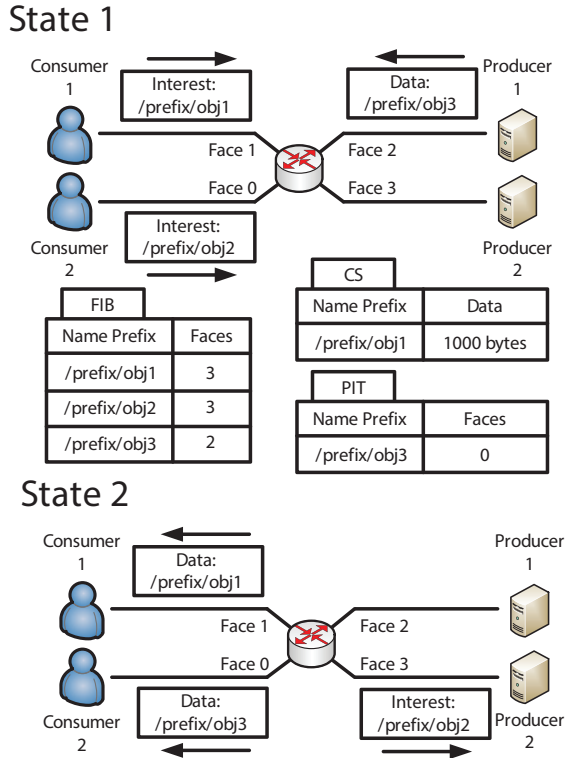 State 1
Consumer
1
Interest:
/prefix/obj1
Data:
/prefix/obj3
Producer
1
Face 1
Face 2
Face 0
Face 3
Consumer
2
Interest:
/prefix/obj2
Producer
2
FIB
Name Prefix Faces
/prefix/obj1 3
/prefix/obj2 3
/prefix/obj3 2
CS
Name Prefix Data
/prefix/obj1 1000 bytes
PIT
Name Prefix Faces
/prefix/obj3 0
State 2
Consumer
1
Data:
/prefix/obj1
Producer
1
Face 1
Face 2
Face 0
Face 3
Consumer
2
Data:
/prefix/obj3
Interest:
/prefix/obj2
Producer
2